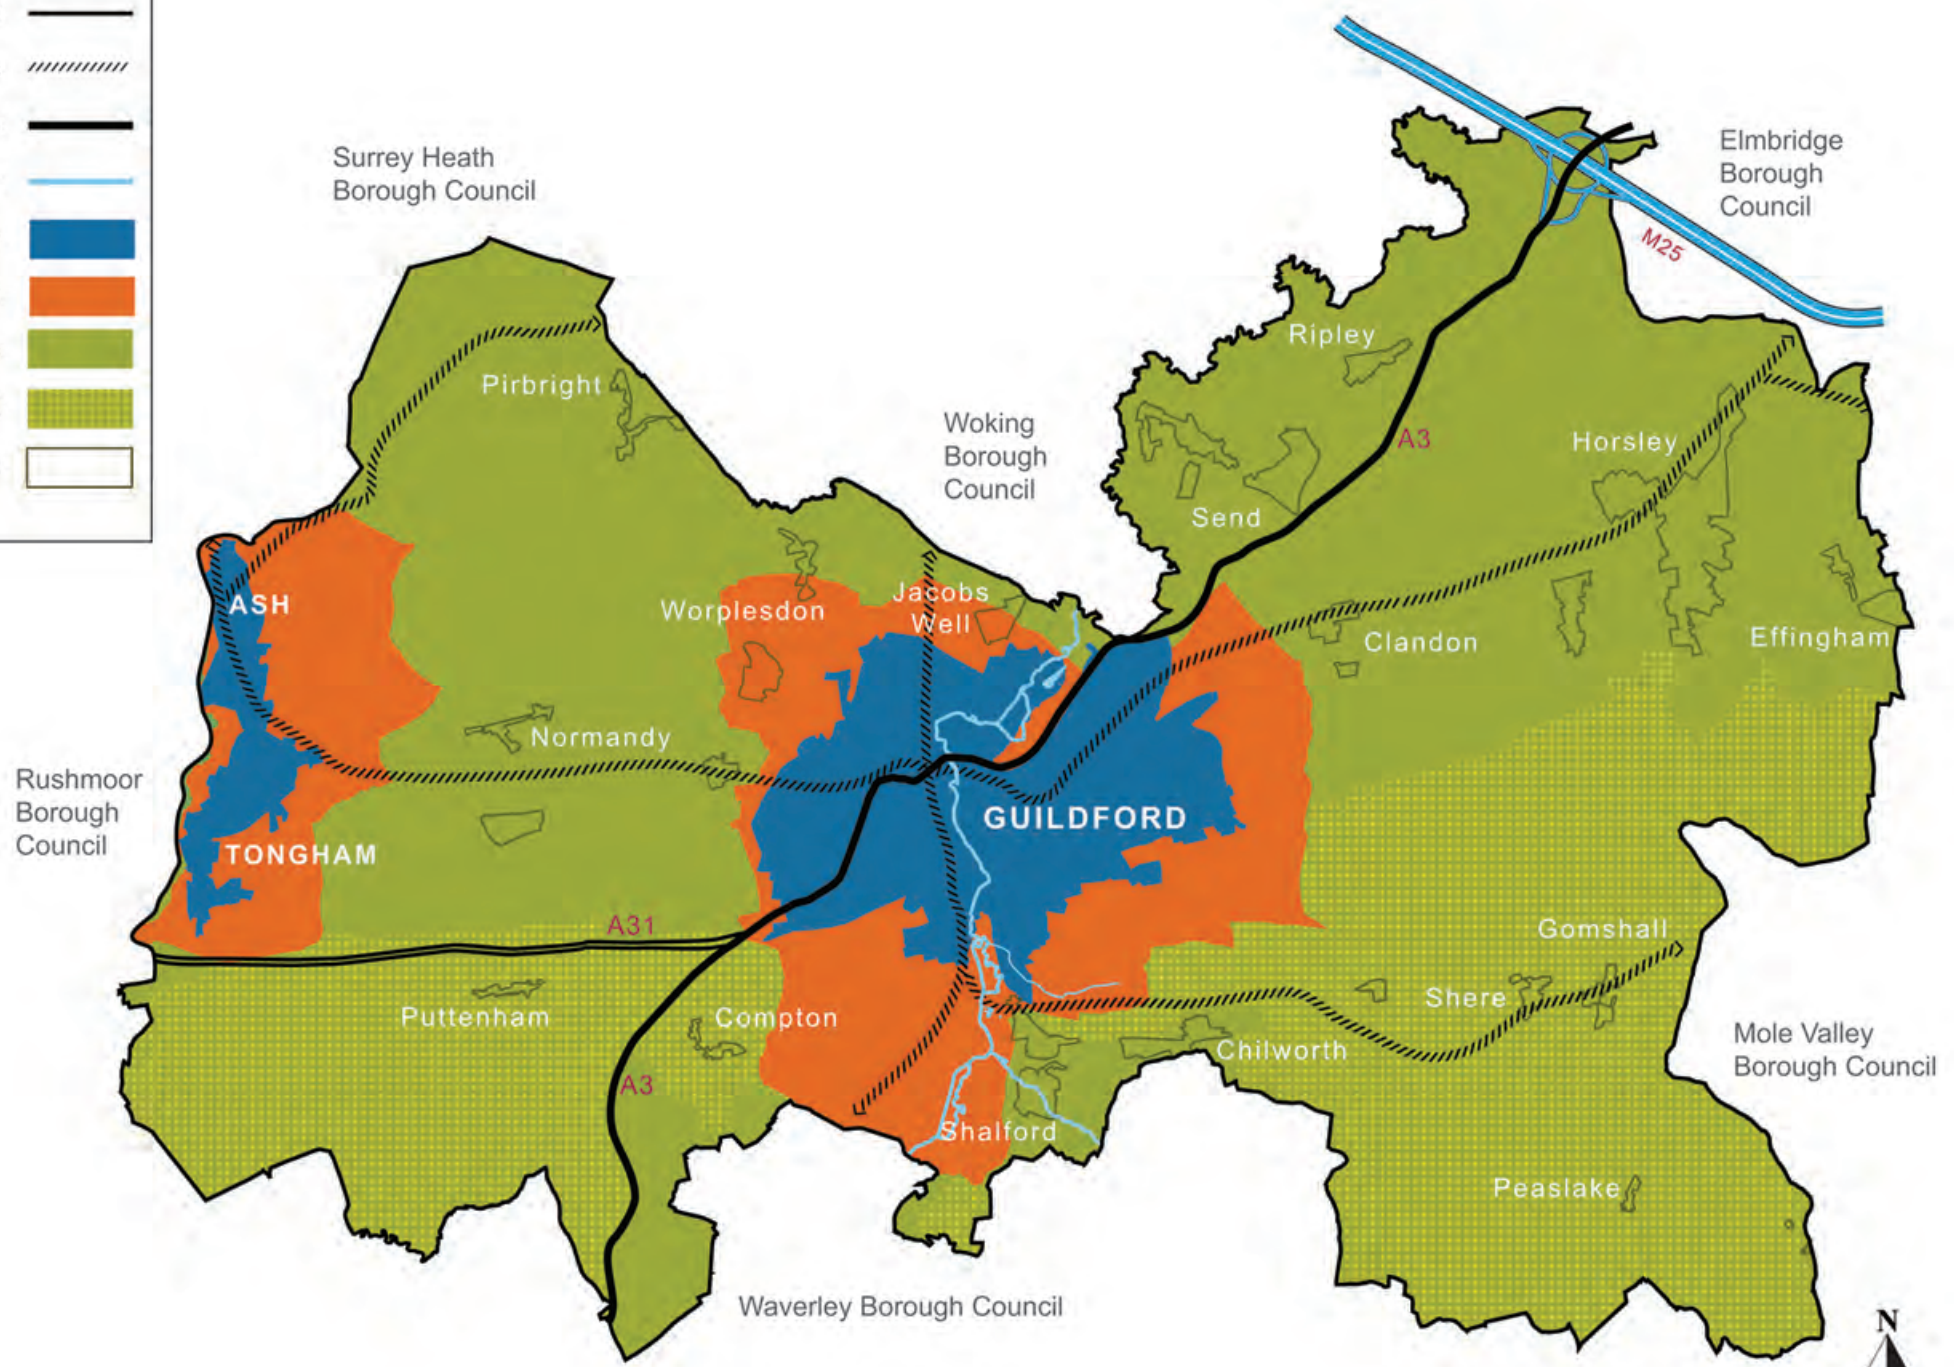 Surrey Heath
Borough Council
Elmbridge
Borough
Council
M25
Ripley
Pirbright
Woking
Borough
Council
A3
Horsley
Send
ASH
Worplesdon
Jacobs
Well
Clandon
Effingham
Normandy
Rushmoor
Borough
Council
GUILDFORD
TONGHAM
A31
Gomshall
Puttenham
Compton
Shere
Chilworth
Mole Valley
Borough Council
A3
Shalford
Peaslake
Waverley Borough Council
N